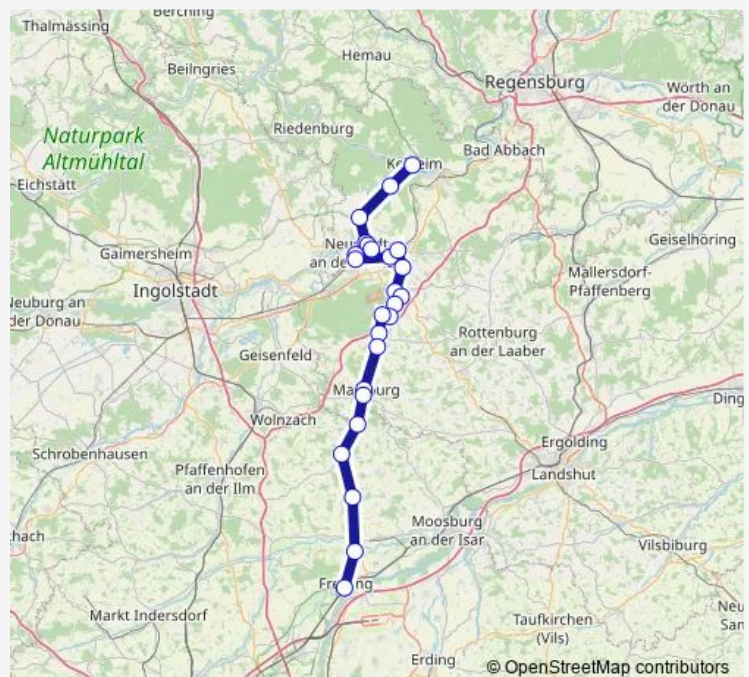 Thalmässing
Berching
Hemau
Beilngries
Regensburg
Wörth an
der Donau
Naturpark
Altmühltal
Riedenburg
Bad Abbach
Eichstätt
Gaimersheim
Geiselhöring
Ingolstadt
Mallersdorf-
Pfaffenberg
der Donau
Rottenburg
an der Laaber
Geisenfeld
Wolnzach
Schrobenhausen
Ergolding
Landshut
Pfaffenhofen
an der Ilm
Moosburg
an der Isar
Vilsbiburg
Markt Indersdorf
Taufkirchen
(Vils)
Erding
© OpenStreetMap contributors